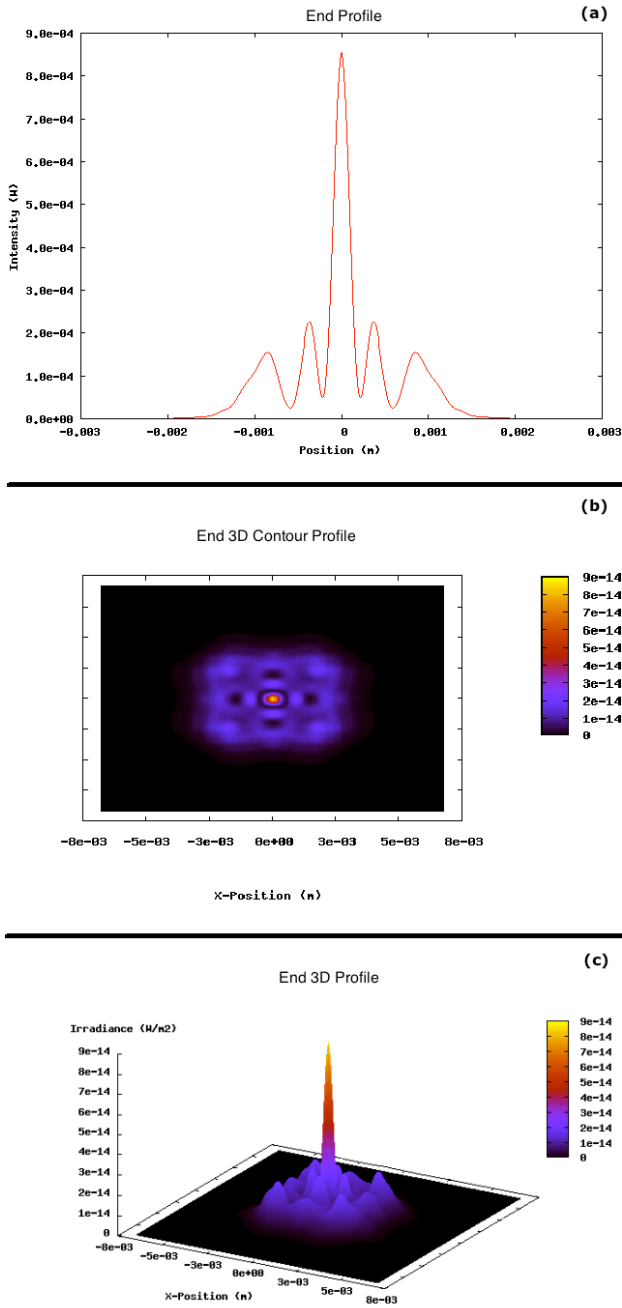 (a)
End Profile
9.0e-04
8.0e-04
7.0e-04
6.0e-04
5.0e-04
4.0e-04
3.0e-04
2.0e-04
1.0e-04
0.0e+00
Intensity (W)
-0.003 -0.002 -0.001 0 0.001 0.002 0.003
Position (m)
(b)
End 3D Contour Profile
9e-14
8e-14
7e-14
6e-14
5e-14
4e-14
3e-14
2e-14
1e-14
0
-8e-03 -5e-03 -3e-03 0e+00 3e-03 5e-03 8e-03
X-Position (m)
(c)
End 3D Profile
Irradiance (W/m2)
9e-14
8e-14
7e-14
6e-14
5e-14
4e-14
3e-14
2e-14
1e-14
0
-8e-03 -5e-03 -3e-03 0e+00 3e-03 5e-03 8e-03
X-Position (m)
9e-14
8e-14
7e-14
6e-14
5e-14
4e-14
3e-14
2e-14
1e-14
0